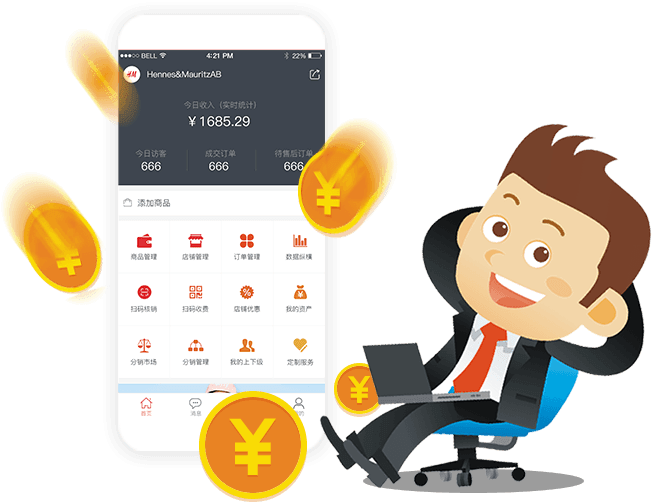 BELL 4:21 PM 22%
H&M Hennes&MauritzAB
今日收入（实时统计）
¥1685.29
今日访客 成交订单 待售后订单
666 666 666
添加商品
商品管理 店铺管理 订单管理 数据纵横
扫码核销 扫码收费 店铺优惠 我的资产
分销市场 分销管理 我的上下级 定制服务
首页 消息
¥
¥
¥
¥